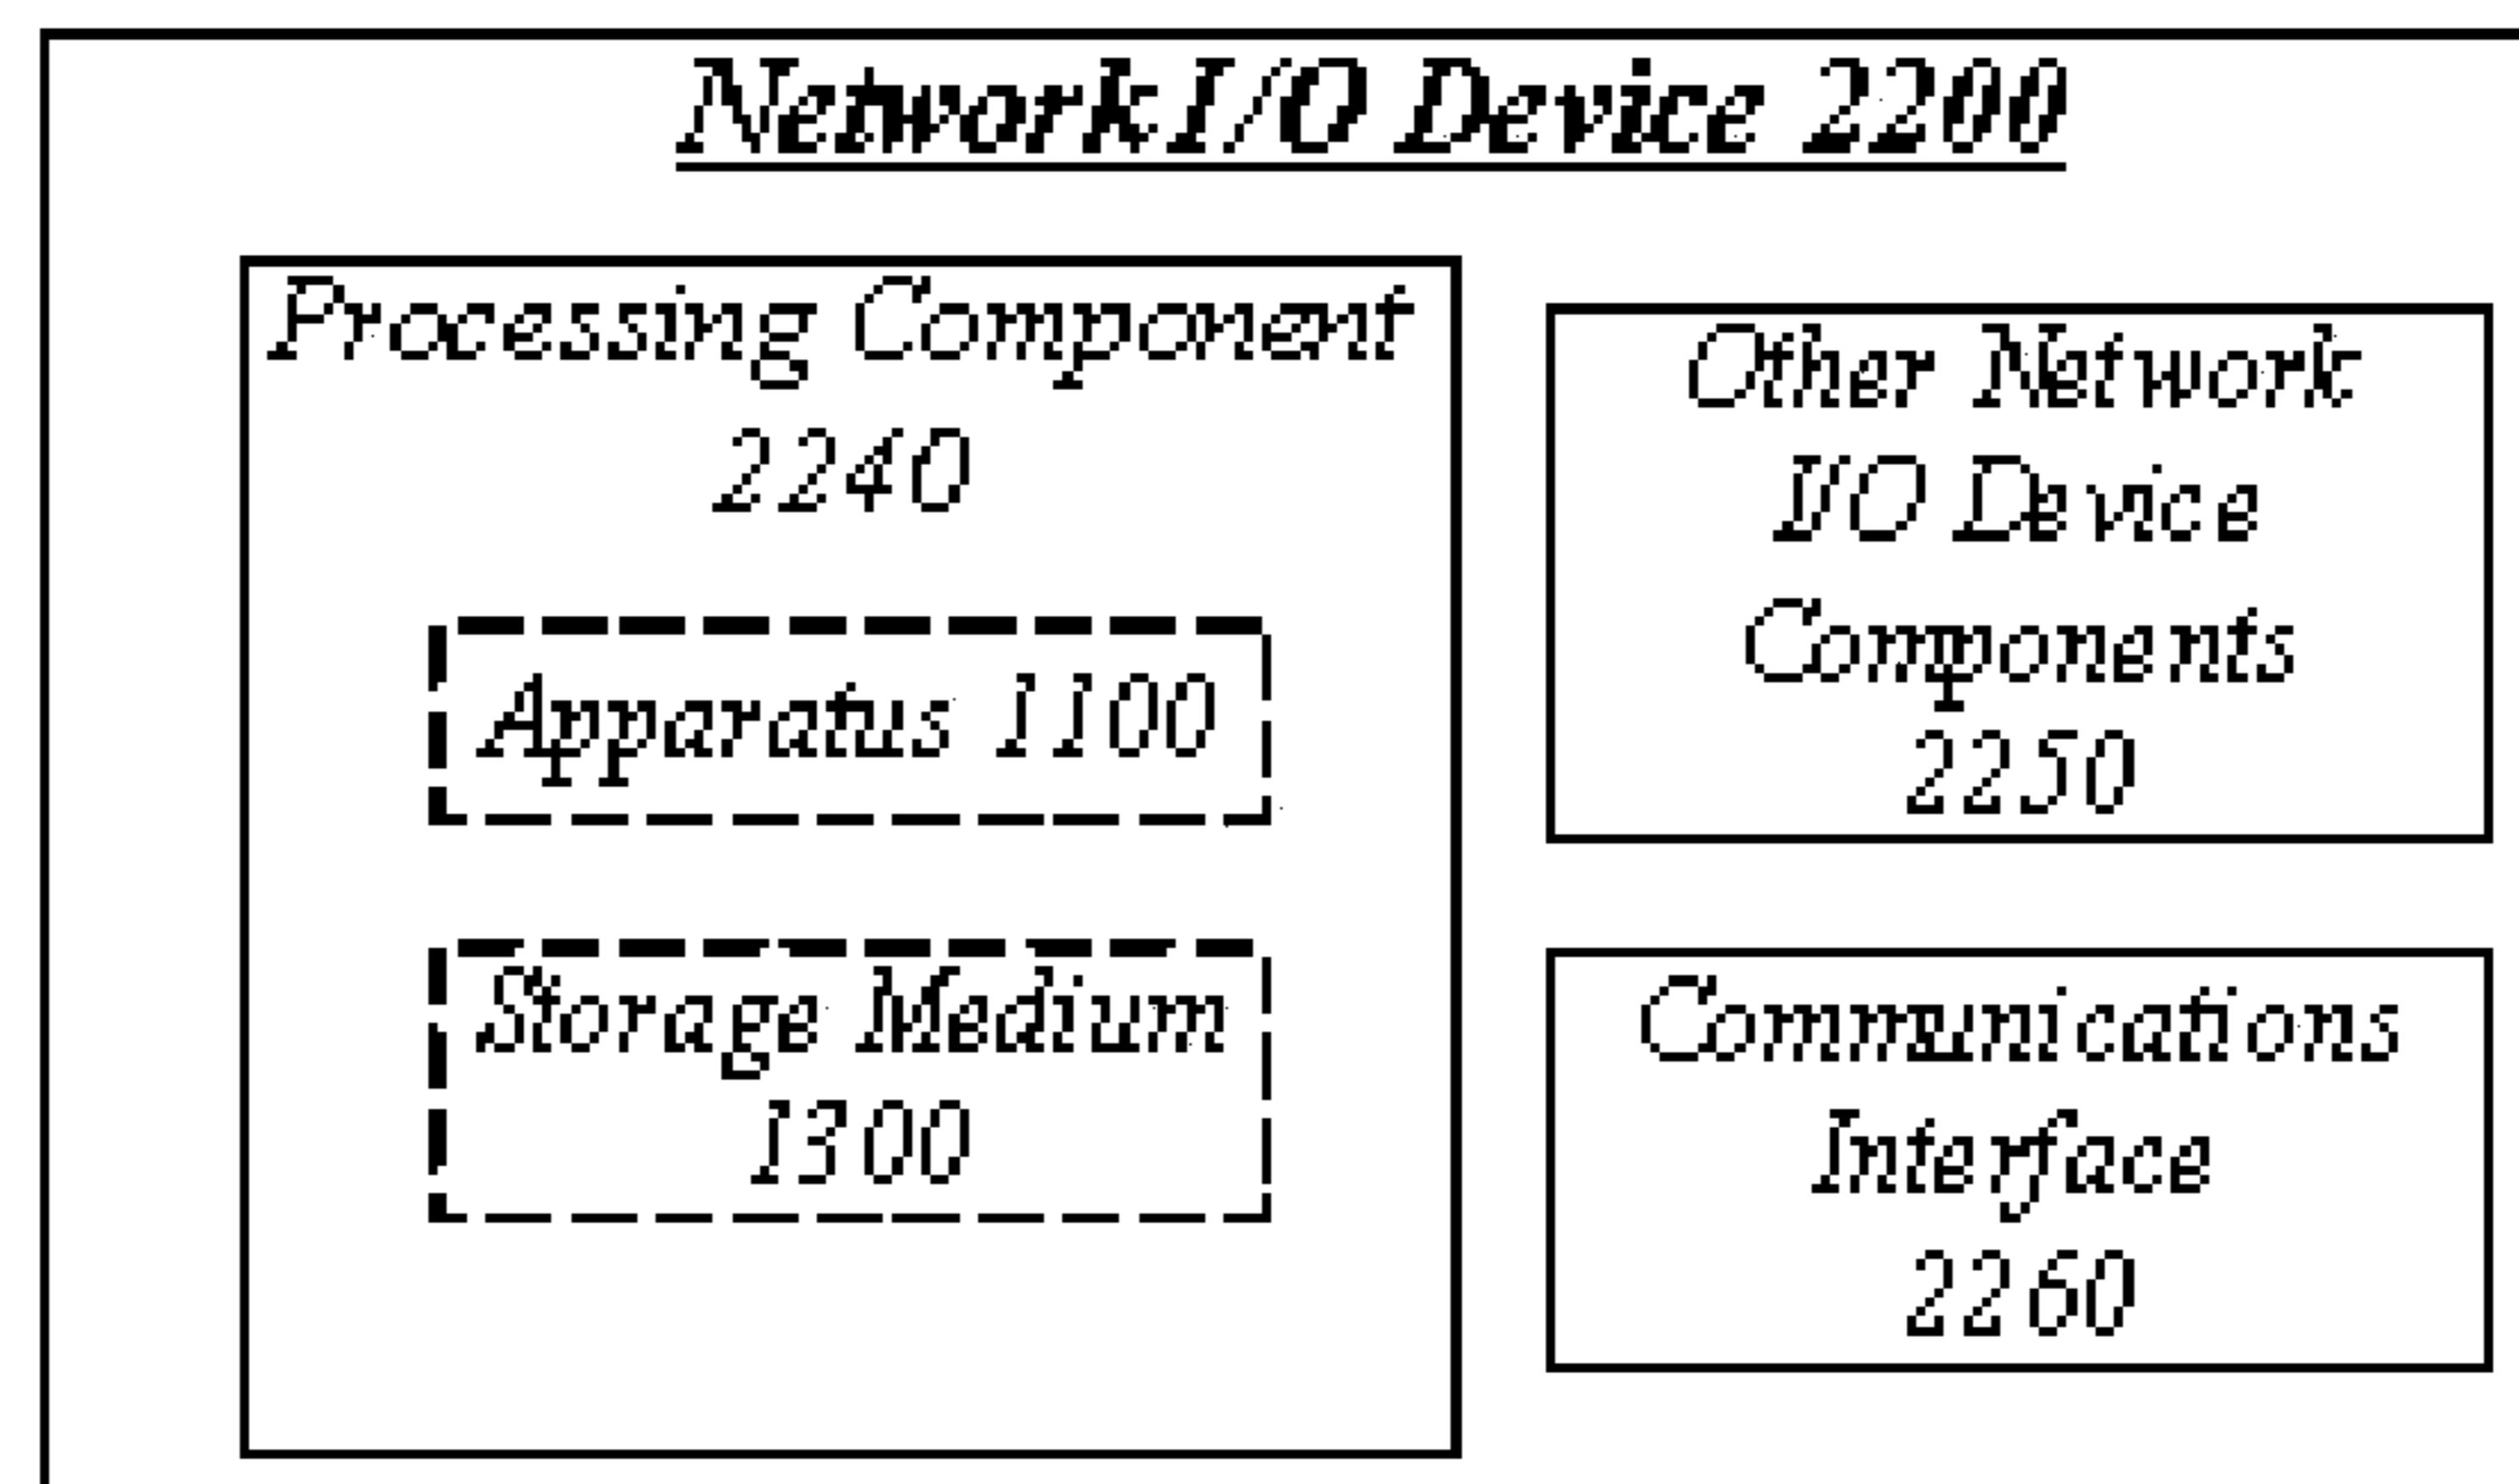 Network I/O Device 2200
Processing Component
2240
Apparatus 1100
Storage Medium
1300
Other Network
I/O Device
Components
2250
Communications
Interface
2260